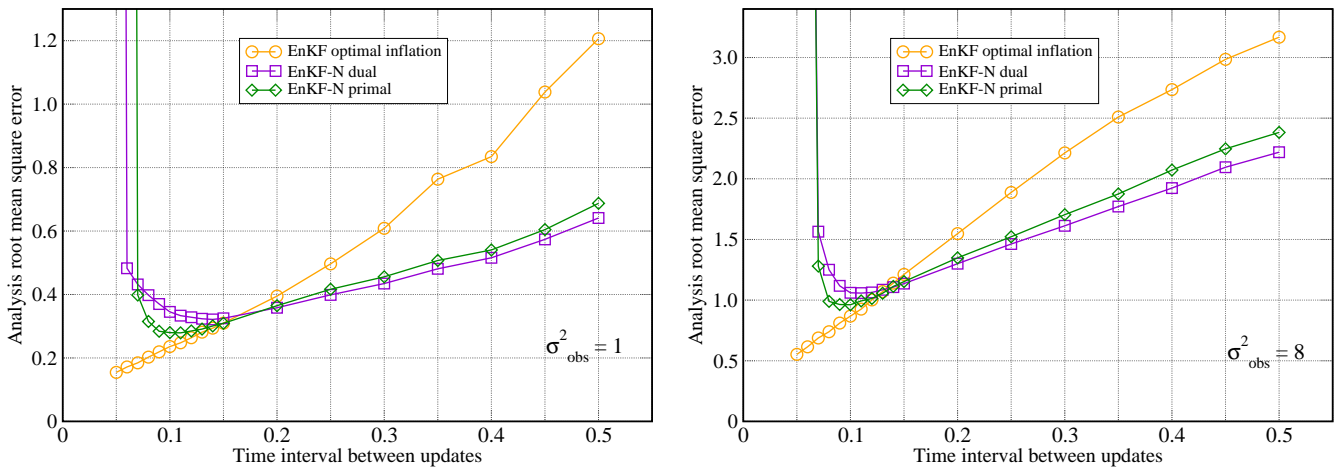 1.2
1.0
0.8
0.6
0.4
0.2
0
Analysis root mean square error
EnKF optimal inflation
EnKF-N dual
EnKF-N primal
σ²obs = 1
0 0.1 0.2 0.3 0.4 0.5
Time interval between updates
3.0
2.5
2.0
1.5
1.0
0.5
0
Analysis root mean square error
EnKF optimal inflation
EnKF-N dual
EnKF-N primal
σ²obs = 8
0 0.1 0.2 0.3 0.4 0.5
Time interval between updates